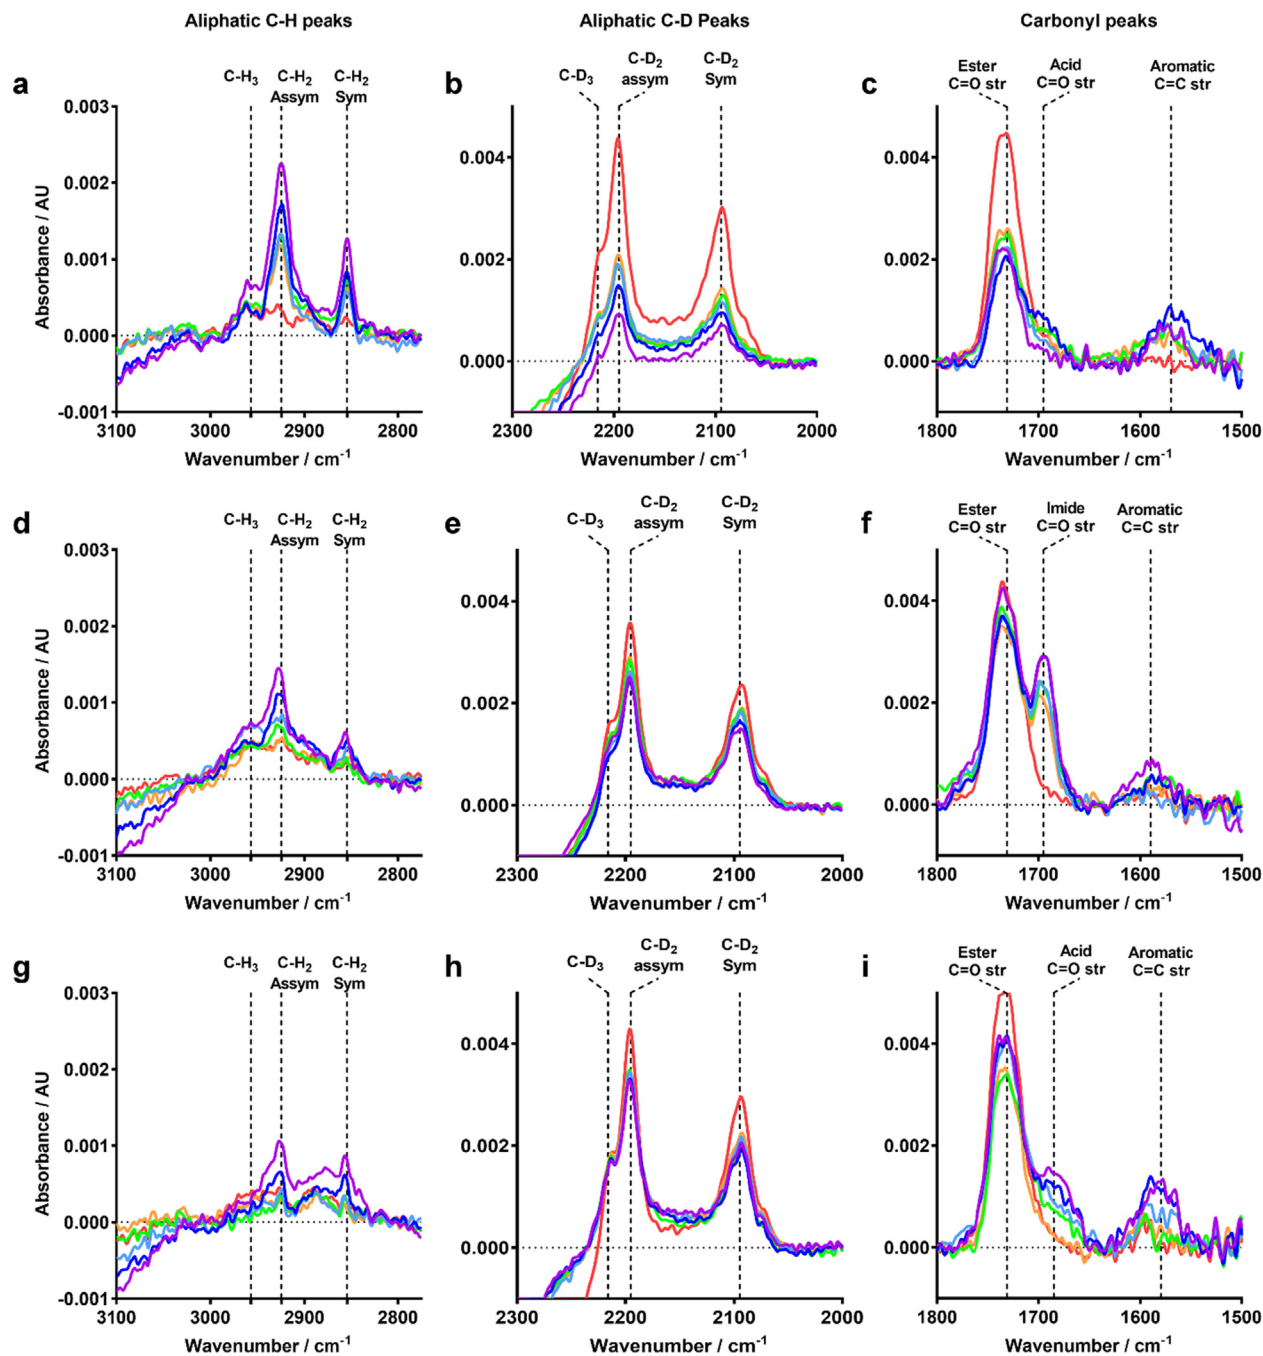 Aliphatic C-H peaks
Aliphatic C-D Peaks
Carbonyl peaks
a
C-H₃
C-H₂
Assym
C-H₂
Sym
0.003
0.002
0.001
0.000
-0.001
Absorbance / AU
3100
3000
2900
2800
Wavenumber / cm⁻¹
b
C-D₃
C-D₂
assym
C-D₂
Sym
0.004
0.002
0.000
2300
2200
2100
2000
Wavenumber / cm⁻¹
c
Ester
C=O str
Acid
C=O str
Aromatic
C=C str
0.004
0.002
0.000
1800
1700
1600
1500
Wavenumber / cm⁻¹
d
C-H₃
C-H₂
Assym
C-H₂
Sym
0.003
0.002
0.001
0.000
-0.001
Absorbance / AU
3100
3000
2900
2800
Wavenumber / cm⁻¹
e
C-D₃
C-D₂
assym
C-D₂
Sym
0.004
0.002
0.000
2300
2200
2100
2000
Wavenumber / cm⁻¹
f
Ester
C=O str
Imide
C=O str
Aromatic
C=C str
0.004
0.002
0.000
1800
1700
1600
1500
Wavenumber / cm⁻¹
g
C-H₃
C-H₂
Assym
C-H₂
Sym
0.003
0.002
0.001
0.000
-0.001
Absorbance / AU
3100
3000
2900
2800
Wavenumber / cm⁻¹
h
C-D₃
C-D₂
assym
C-D₂
Sym
0.004
0.002
0.000
2300
2200
2100
2000
Wavenumber / cm⁻¹
i
Ester
C=O str
Acid
C=O str
Aromatic
C=C str
0.004
0.002
0.000
1800
1700
1600
1500
Wavenumber / cm⁻¹